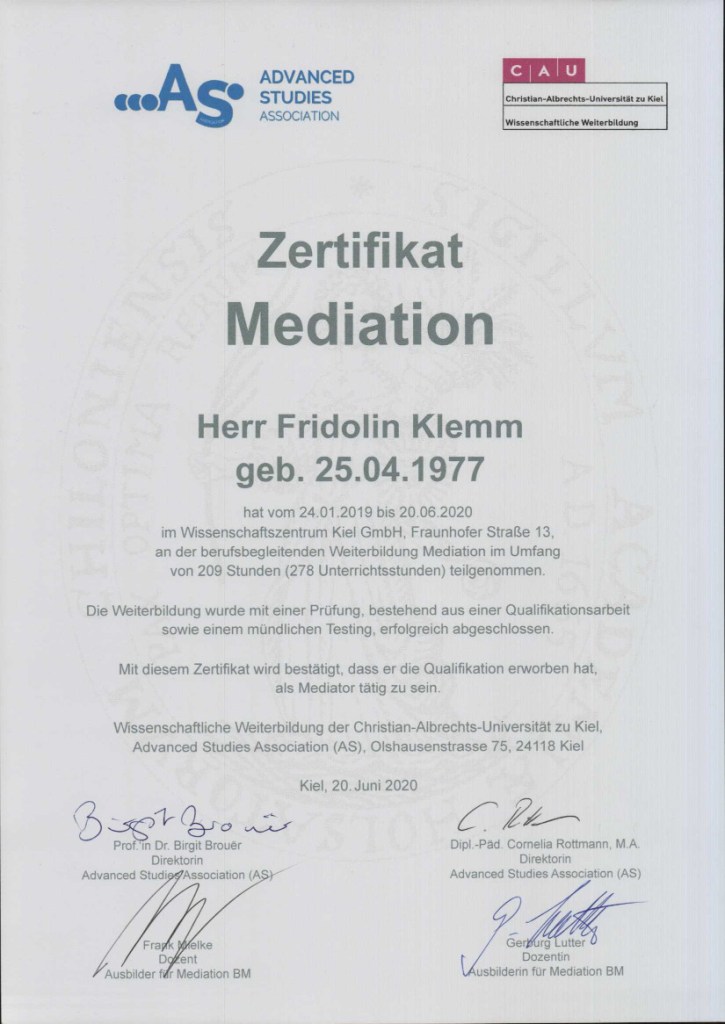 AS
ADVANCED
STUDIES
ASSOCIATION
C A U
Christian-Albrechts-Universität zu Kiel
Wissenschaftliche Weiterbildung
Zertifikat
Mediation
Herr Fridolin Klemm
geb. 25.04.1977
hat vom 24.01.2019 bis 20.06.2020
im Wissenschaftszentrum Kiel GmbH, Fraunhofer Straße 13,
an der berufsbegleitenden Weiterbildung Mediation im Umfang
von 209 Stunden (278 Unterrichtsstunden) teilgenommen.
Die Weiterbildung wurde mit einer Prüfung, bestehend aus einer Qualifikationsarbeit
sowie einem mündlichen Testing, erfolgreich abgeschlossen.
Mit diesem Zertifikat wird bestätigt, dass er die Qualifikation erworben hat,
als Mediator tätig zu sein.
Wissenschaftliche Weiterbildung der Christian-Albrechts-Universität zu Kiel,
Advanced Studies Association (AS), Olshausenstrasse 75, 24118 Kiel
Kiel, 20. Juni 2020
Birgit Brouër
Prof. in Dr. Birgit Brouër
Direktorin
Advanced Studies Association (AS)
Dipl.-Päd. Cornelia Rottmann, M.A.
Direktorin
Advanced Studies Association (AS)
Frank Mielke
Dozent
Ausbilder für Mediation BM
Gerburg Lutter
Dozentin
Ausbilderin für Mediation BM